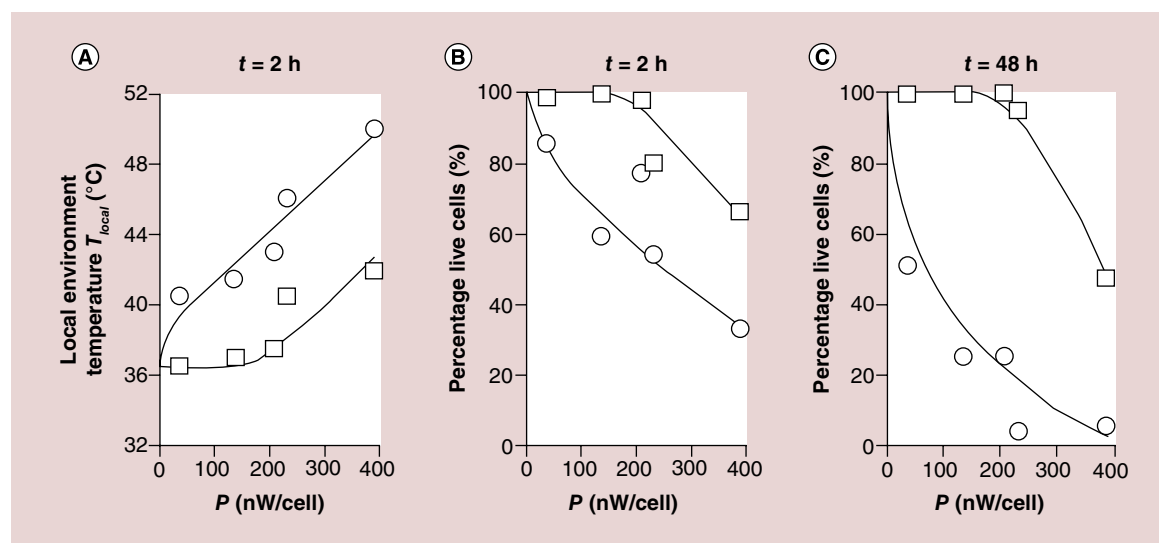 A
t = 2 h
52
48
44
40
36
32
0 100 200 300 400
Local environment
temperature Tlocal (°C)
P (nW/cell)
B
t = 2 h
100
80
60
40
20
0
0 100 200 300 400
Percentage live cells (%)
P (nW/cell)
C
t = 48 h
100
80
60
40
20
0
0 100 200 300 400
Percentage live cells (%)
P (nW/cell)